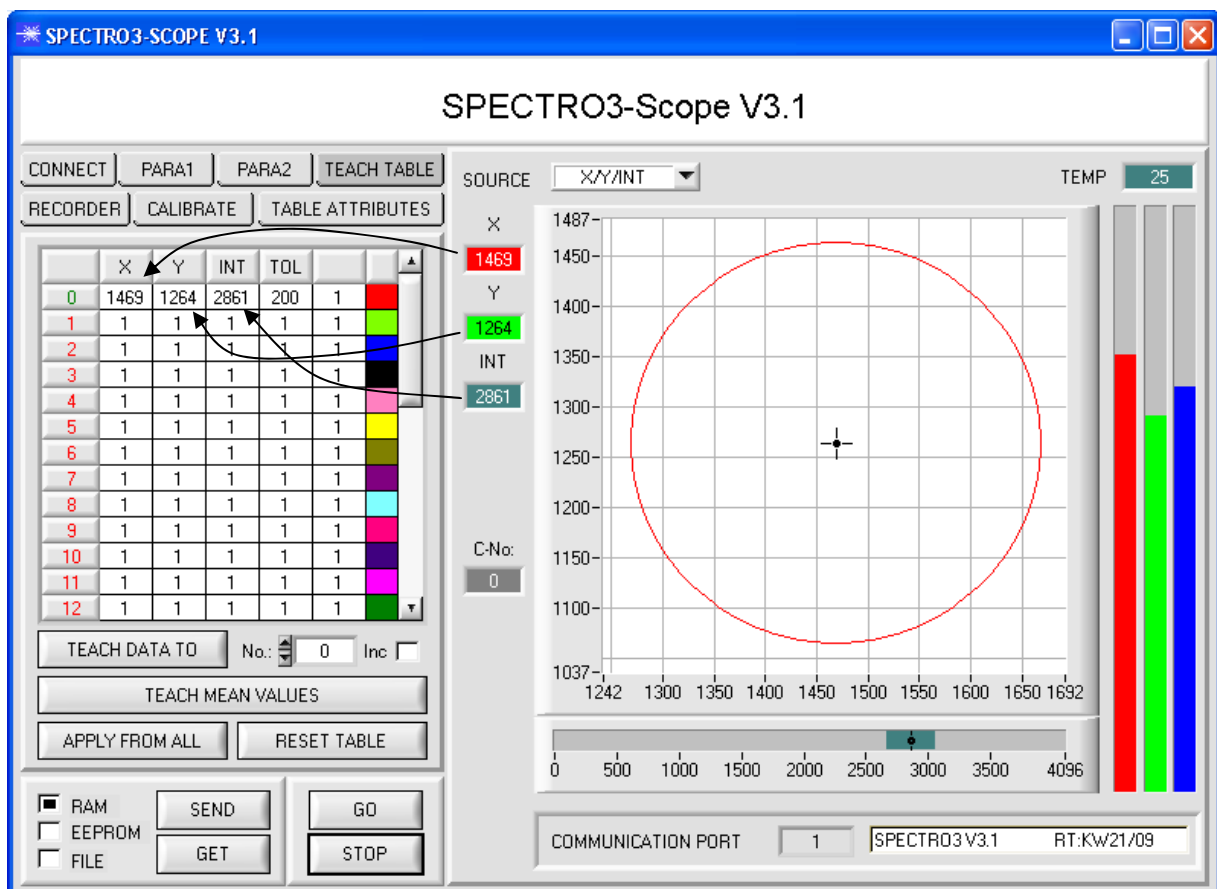 SPECTRO3-SCOPE V3.1
SPECTRO3-Scope V3.1
CONNECT PARA1 PARA2 TEACH TABLE
RECORDER CALIBRATE TABLE ATTRIBUTES
X Y INT TOL
0 1469 1264 2861 200 1
1 1 1 1 1 1
2 1 1 1 1 1
3 1 1 1 1 1
4 1 1 1 1 1
5 1 1 1 1 1
6 1 1 1 1 1
7 1 1 1 1 1
8 1 1 1 1 1
9 1 1 1 1 1
10 1 1 1 1 1
11 1 1 1 1 1
12 1 1 1 1 1
TEACH DATA TO No.: 0 Inc
TEACH MEAN VALUES
APPLY FROM ALL RESET TABLE
RAM
EEPROM
FILE
SEND
GET
GO
STOP
SOURCE X/Y/INT
TEMP 25
X
1469
Y
1264
INT
2861
C-No:
0
1487
1450
1400
1350
1300
1250
1200
1150
1100
1037
1242 1300 1350 1400 1450 1500 1550 1600 1650 1692
0 500 1000 1500 2000 2500 3000 3500 4096
COMMUNICATION PORT 1 SPECTRO3 V3.1 RT:KW21/09